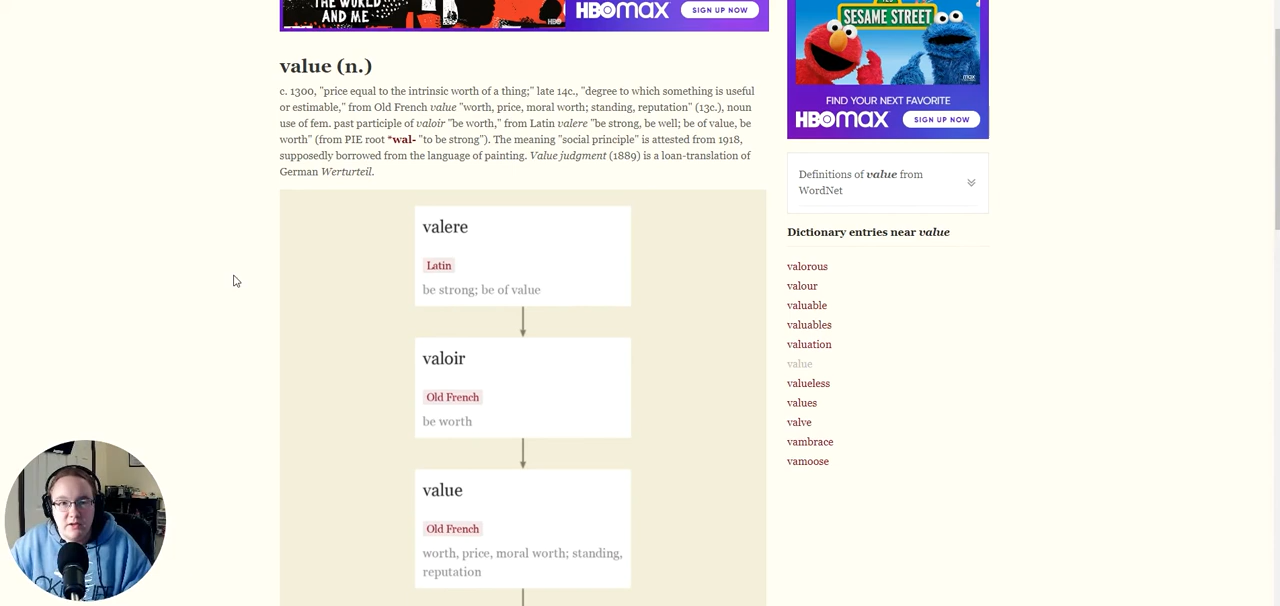 THE WORLD
AND ME
HBO
HBOMAX
SIGN UP NOW
value (n.)
c. 1300, "price equal to the intrinsic worth of a thing;" late 14c., "degree to which something is useful
or estimable," from Old French value "worth, price, moral worth; standing, reputation" (13c.), noun
use of fem. past participle of valoir "be worth," from Latin valere "be strong, be well; be of value, be
worth" (from PIE root *wal- "to be strong"). The meaning "social principle" is attested from 1918,
supposedly borrowed from the language of painting. Value judgment (1889) is a loan-translation of
German Werturteil.
valere
Latin
be strong; be of value
valoir
Old French
be worth
value
Old French
worth, price, moral worth; standing,
reputation
SESAME STREET
max
FIND YOUR NEXT FAVORITE
HBOMAX
SIGN UP NOW
Definitions of value from
WordNet
Dictionary entries near value
valorous
valour
valuable
valuables
valuation
value
valueless
values
valve
vambrace
vamoose